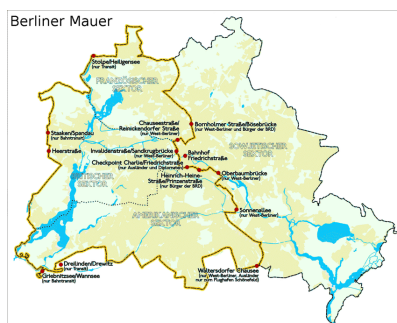 Berliner Mauer
Stolpe/Heiligensee
(nur Transit)
FRANZÖSISCHER
SEKTOR
Chausseestraße/
Reinickendorfer Straße
(nur West-Berliner)
Bornholmer Straße/Bösebrücke
(nur West-Berliner und Bürger der BRD)
Staaken/Spandau
(nur Bahntransit)
Heerstraße
Invalidenstraße/Sandkrugbrücke
(nur West-Berliner)
Bahnhof
Friedrichstraße
SOWJETISCHER
SEKTOR
Checkpoint Charlie/Friedrichstraße
(nur Ausländer und Diplomaten)
BRITISCHER
SEKTOR
Heinrich-Heine-
Straße/Prinzenstraße
(nur Bürger der BRD)
Oberbaumbrücke
(nur West-Berliner)
Sonnenallee
(nur West-Berliner)
AMERIKANISCHER
SEKTOR
Dreilinden/Drewitz
(nur Transit)
Griebnitzsee/Wannsee
(nur Bahntransit)
Waltersdorfer Chausee
(nur West-Berliner, Ausländer
nur zum Flughafen Schönefeld)